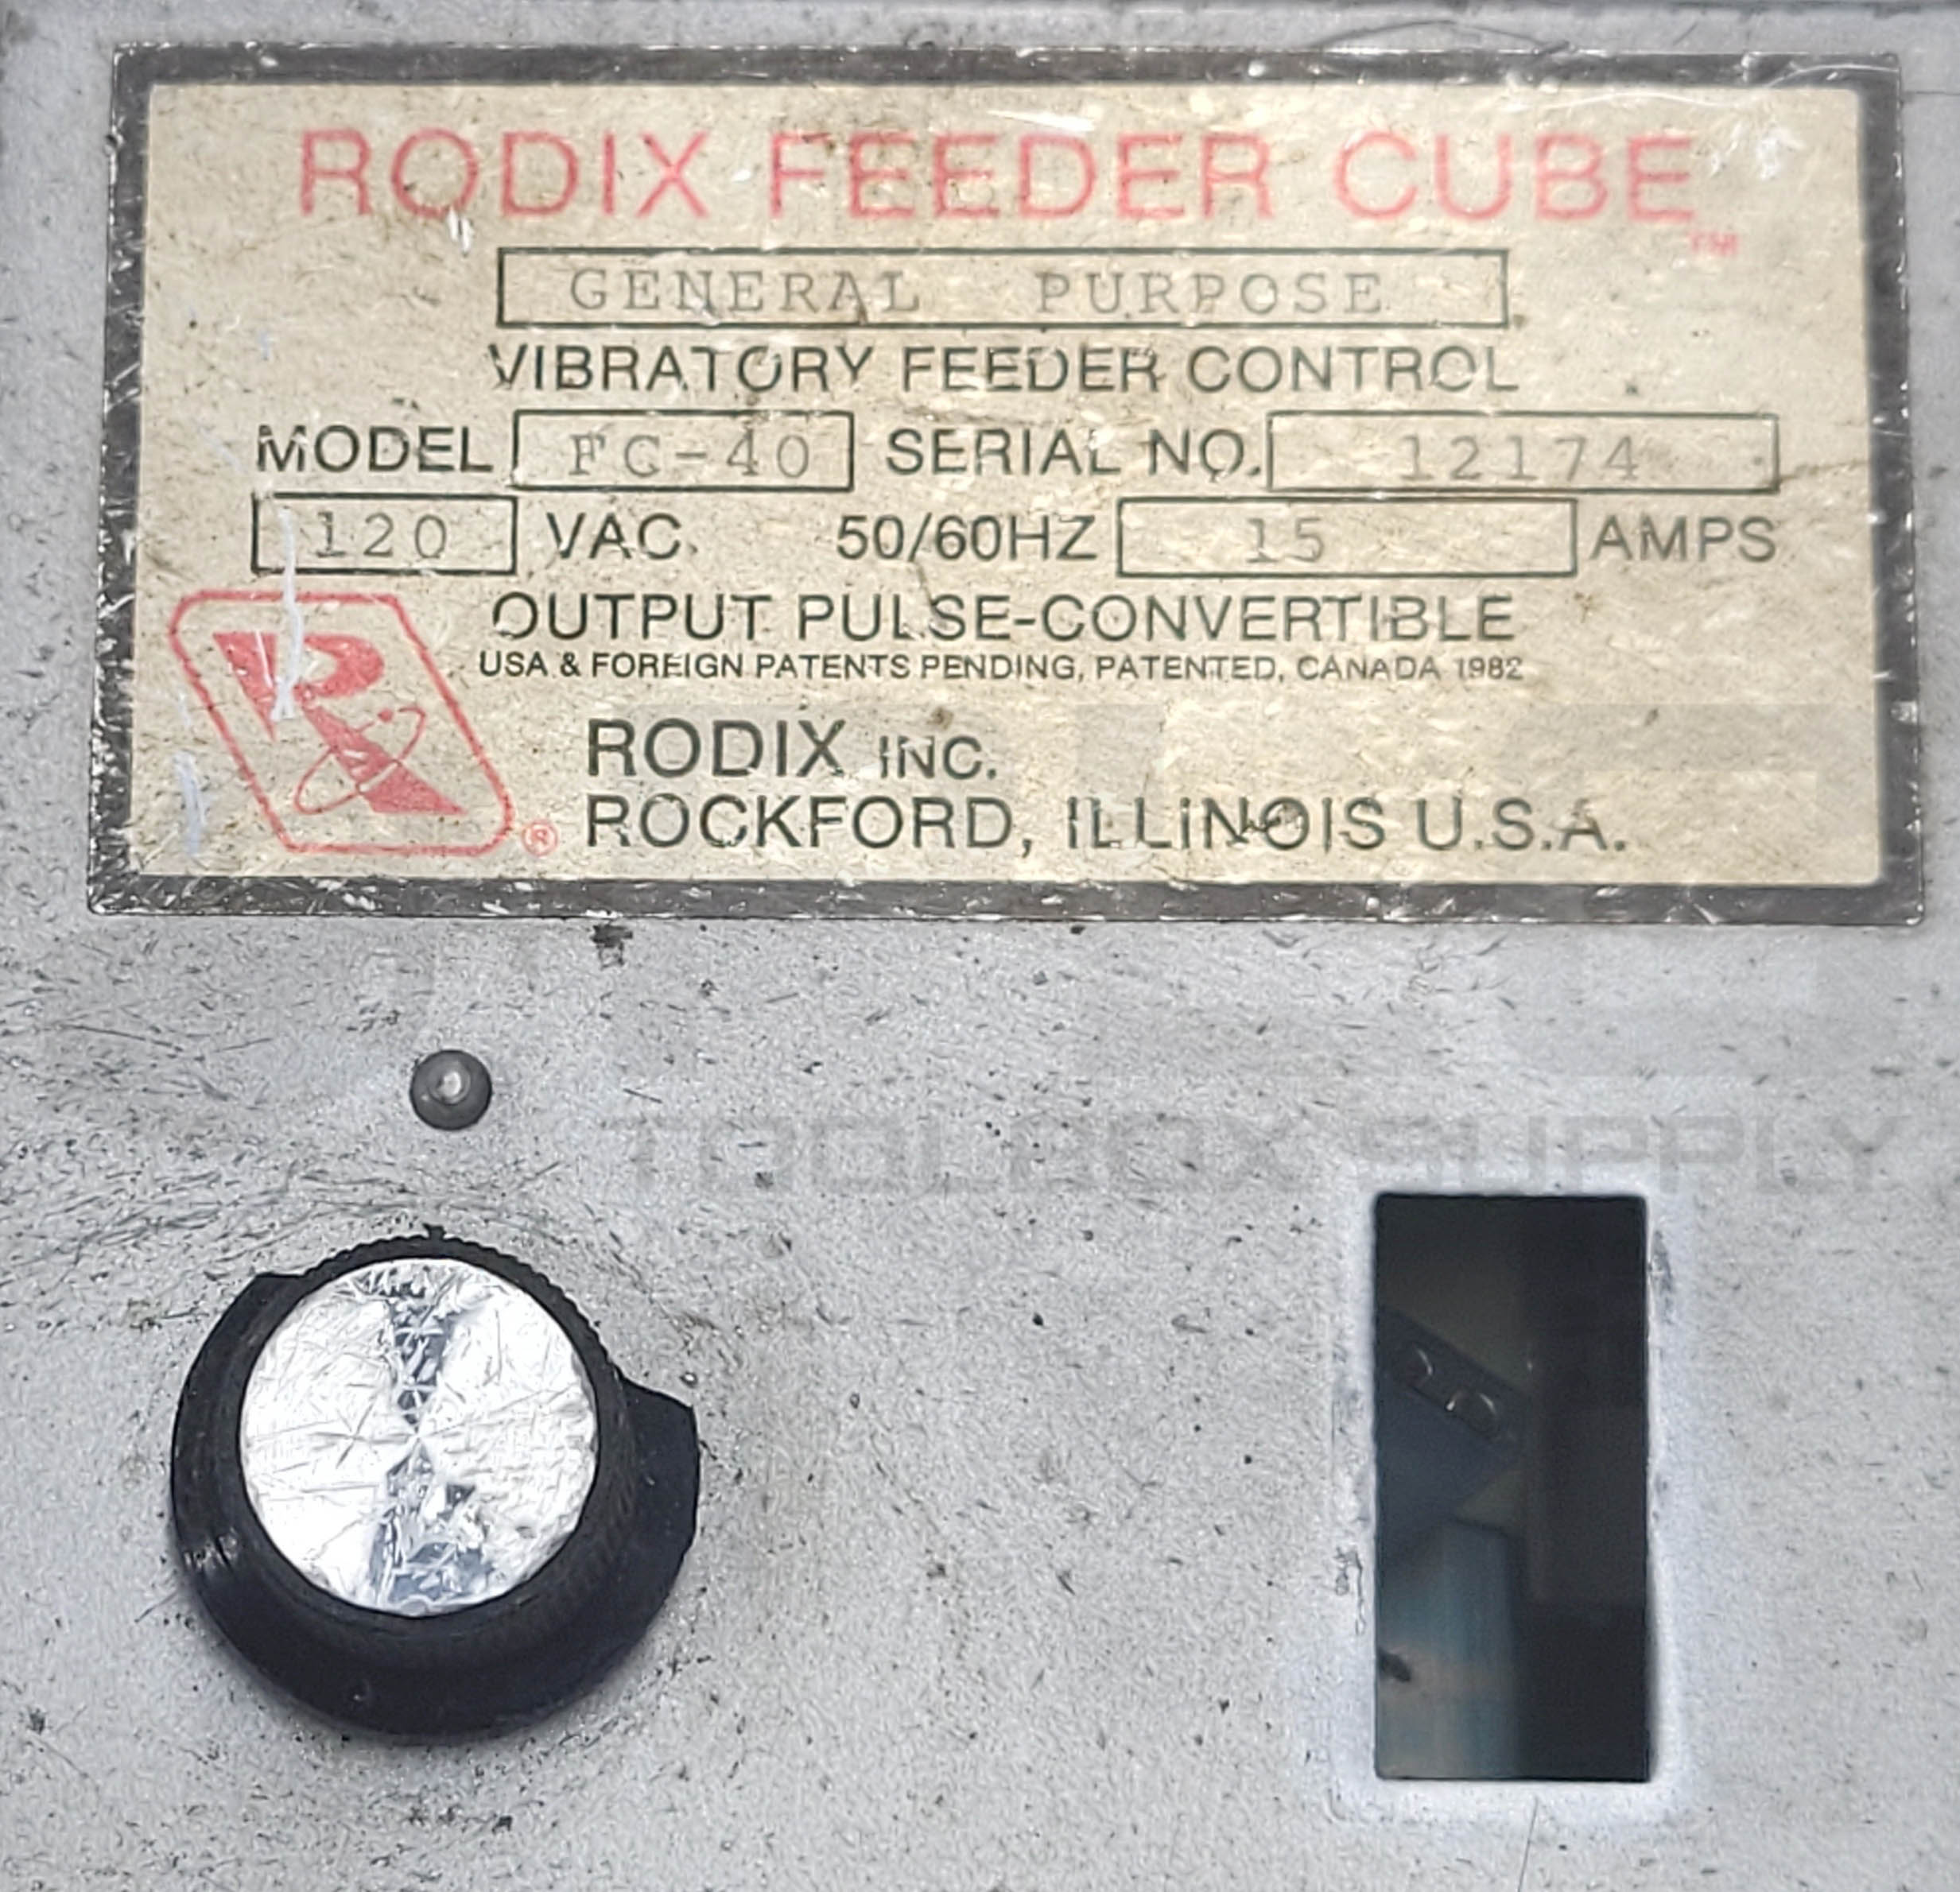 RODIX FEEDER CUBE™
GENERAL PURPOSE
VIBRATORY FEEDER CONTROL
MODEL FC-40 SERIAL NO. 12174
120 VAC. 50/60HZ 15 AMPS
OUTPUT PULSE-CONVERTIBLE
USA & FOREIGN PATENTS PENDING, PATENTED, CANADA 1982
R ®
RODIX INC.
ROCKFORD, ILLINOIS U.S.A.
TOOLBOX SUPPLY